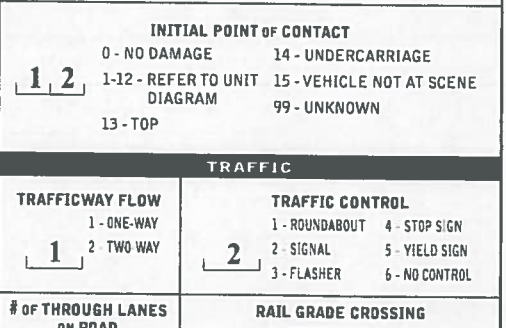 INITIAL POINT OF CONTACT
0 - NO DAMAGE
14 - UNDERCARRIAGE
12
1-12 - REFER TO UNIT DIAGRAM
15 - VEHICLE NOT AT SCENE
99 - UNKNOWN
13 - TOP
TRAFFIC
TRAFFICWAY FLOW
1 - ONE-WAY
1
2 - TWO-WAY
TRAFFIC CONTROL
1 - ROUNDABOUT
4 - STOP SIGN
2
2 - SIGNAL
5 - YIELD SIGN
3 - FLASHER
6 - NO CONTROL
# OF THROUGH LANES
ON ROAD
RAIL GRADE CROSSING